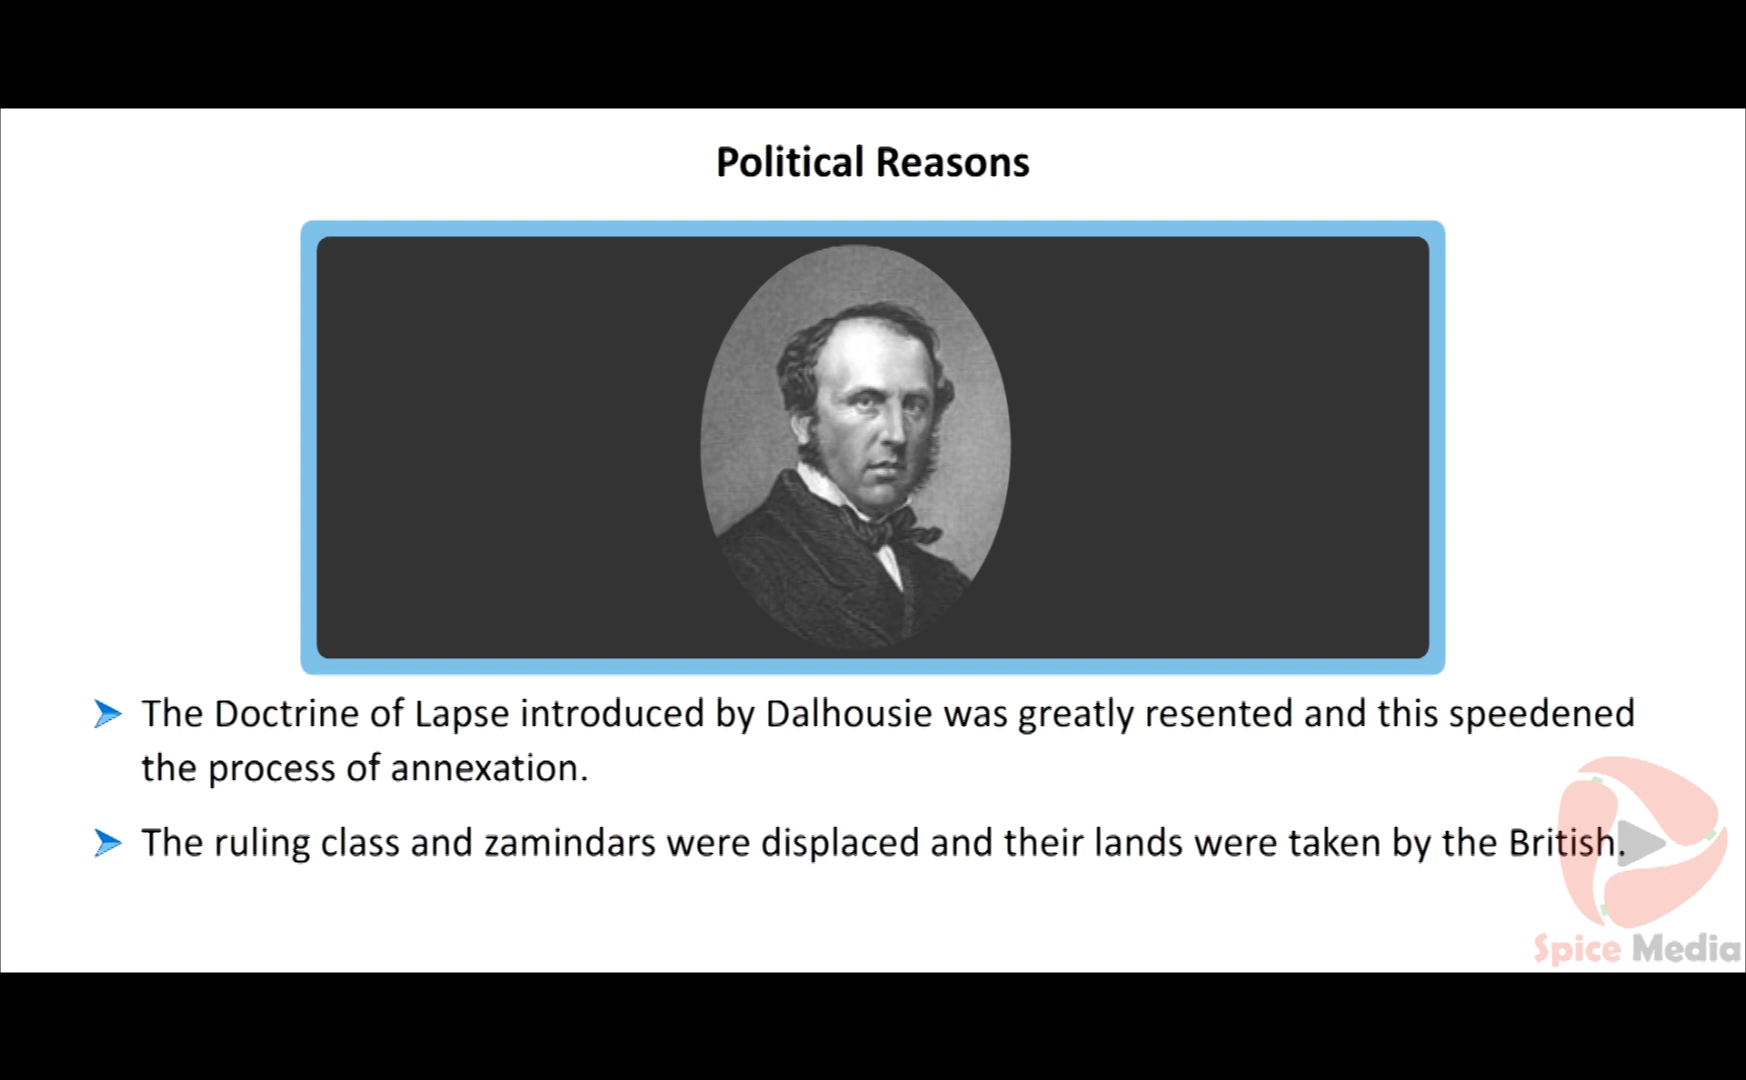 Political Reasons
The Doctrine of Lapse introduced by Dalhousie was greatly resented and this speedened
the process of annexation.
The ruling class and zamindars were displaced and their lands were taken by the British.
Spice Media